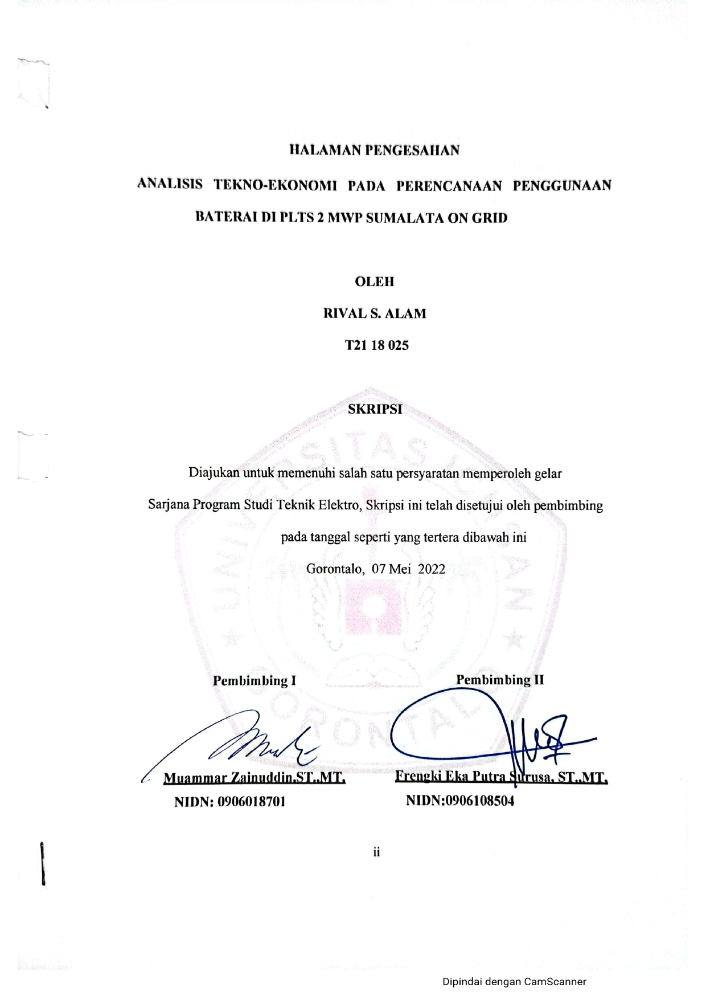 HALAMAN PENGESAHAN
ANALISIS TEKNO-EKONOMI PADA PERENCANAAN PENGGUNAAN
BATERAI DI PLTS 2 MWP SUMALATA ON GRID
OLEH
RIVAL S. ALAM
T21 18 025
SKRIPSI
UNIVERSITAS ICHSAN
GORONTALO
Diajukan untuk memenuhi salah satu persyaratan memperoleh gelar
Sarjana Program Studi Teknik Elektro, Skripsi ini telah disetujui oleh pembimbing
pada tanggal seperti yang tertera dibawah ini
Gorontalo, 07 Mei 2022
Pembimbing I
Pembimbing II
Muammar Zainuddin,ST.,MT.
Frengki Eka Putra Surusa, ST.,MT.
NIDN: 0906018701
NIDN:0906108504
ii
Dipindai dengan CamScanner